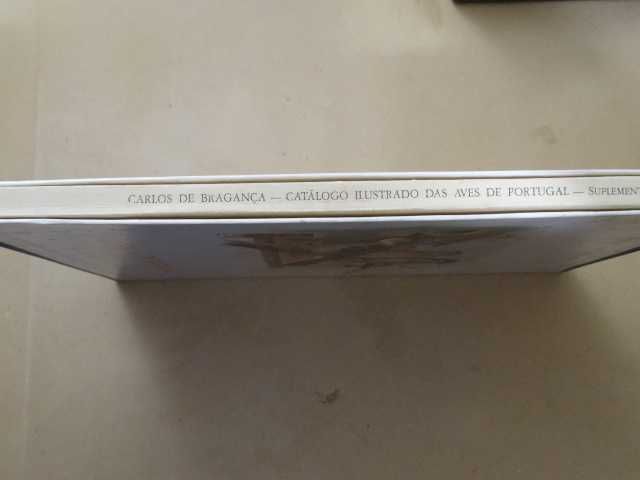 CARLOS DE BRAGANÇA — CATÁLOGO ILUSTRADO DAS AVES DE PORTUGAL — SUPLEMENT